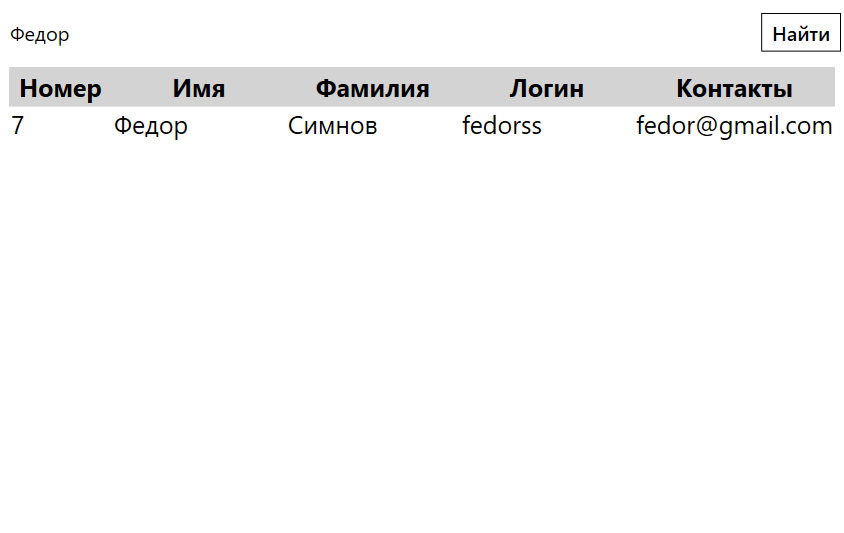 Федор Найти
Номер Имя Фамилия Логин Контакты
7 Федор Симнов fedorss fedor@gmail.com